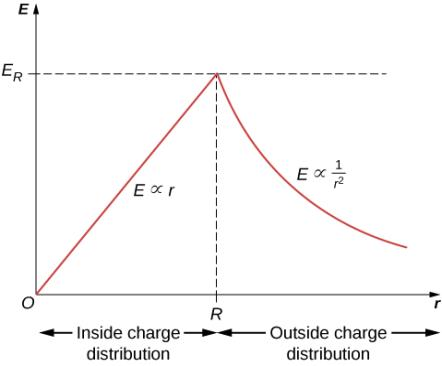 E
E_R
E ∝ r
E ∝ 1/r²
O
R
r
Inside charge
distribution
Outside charge
distribution